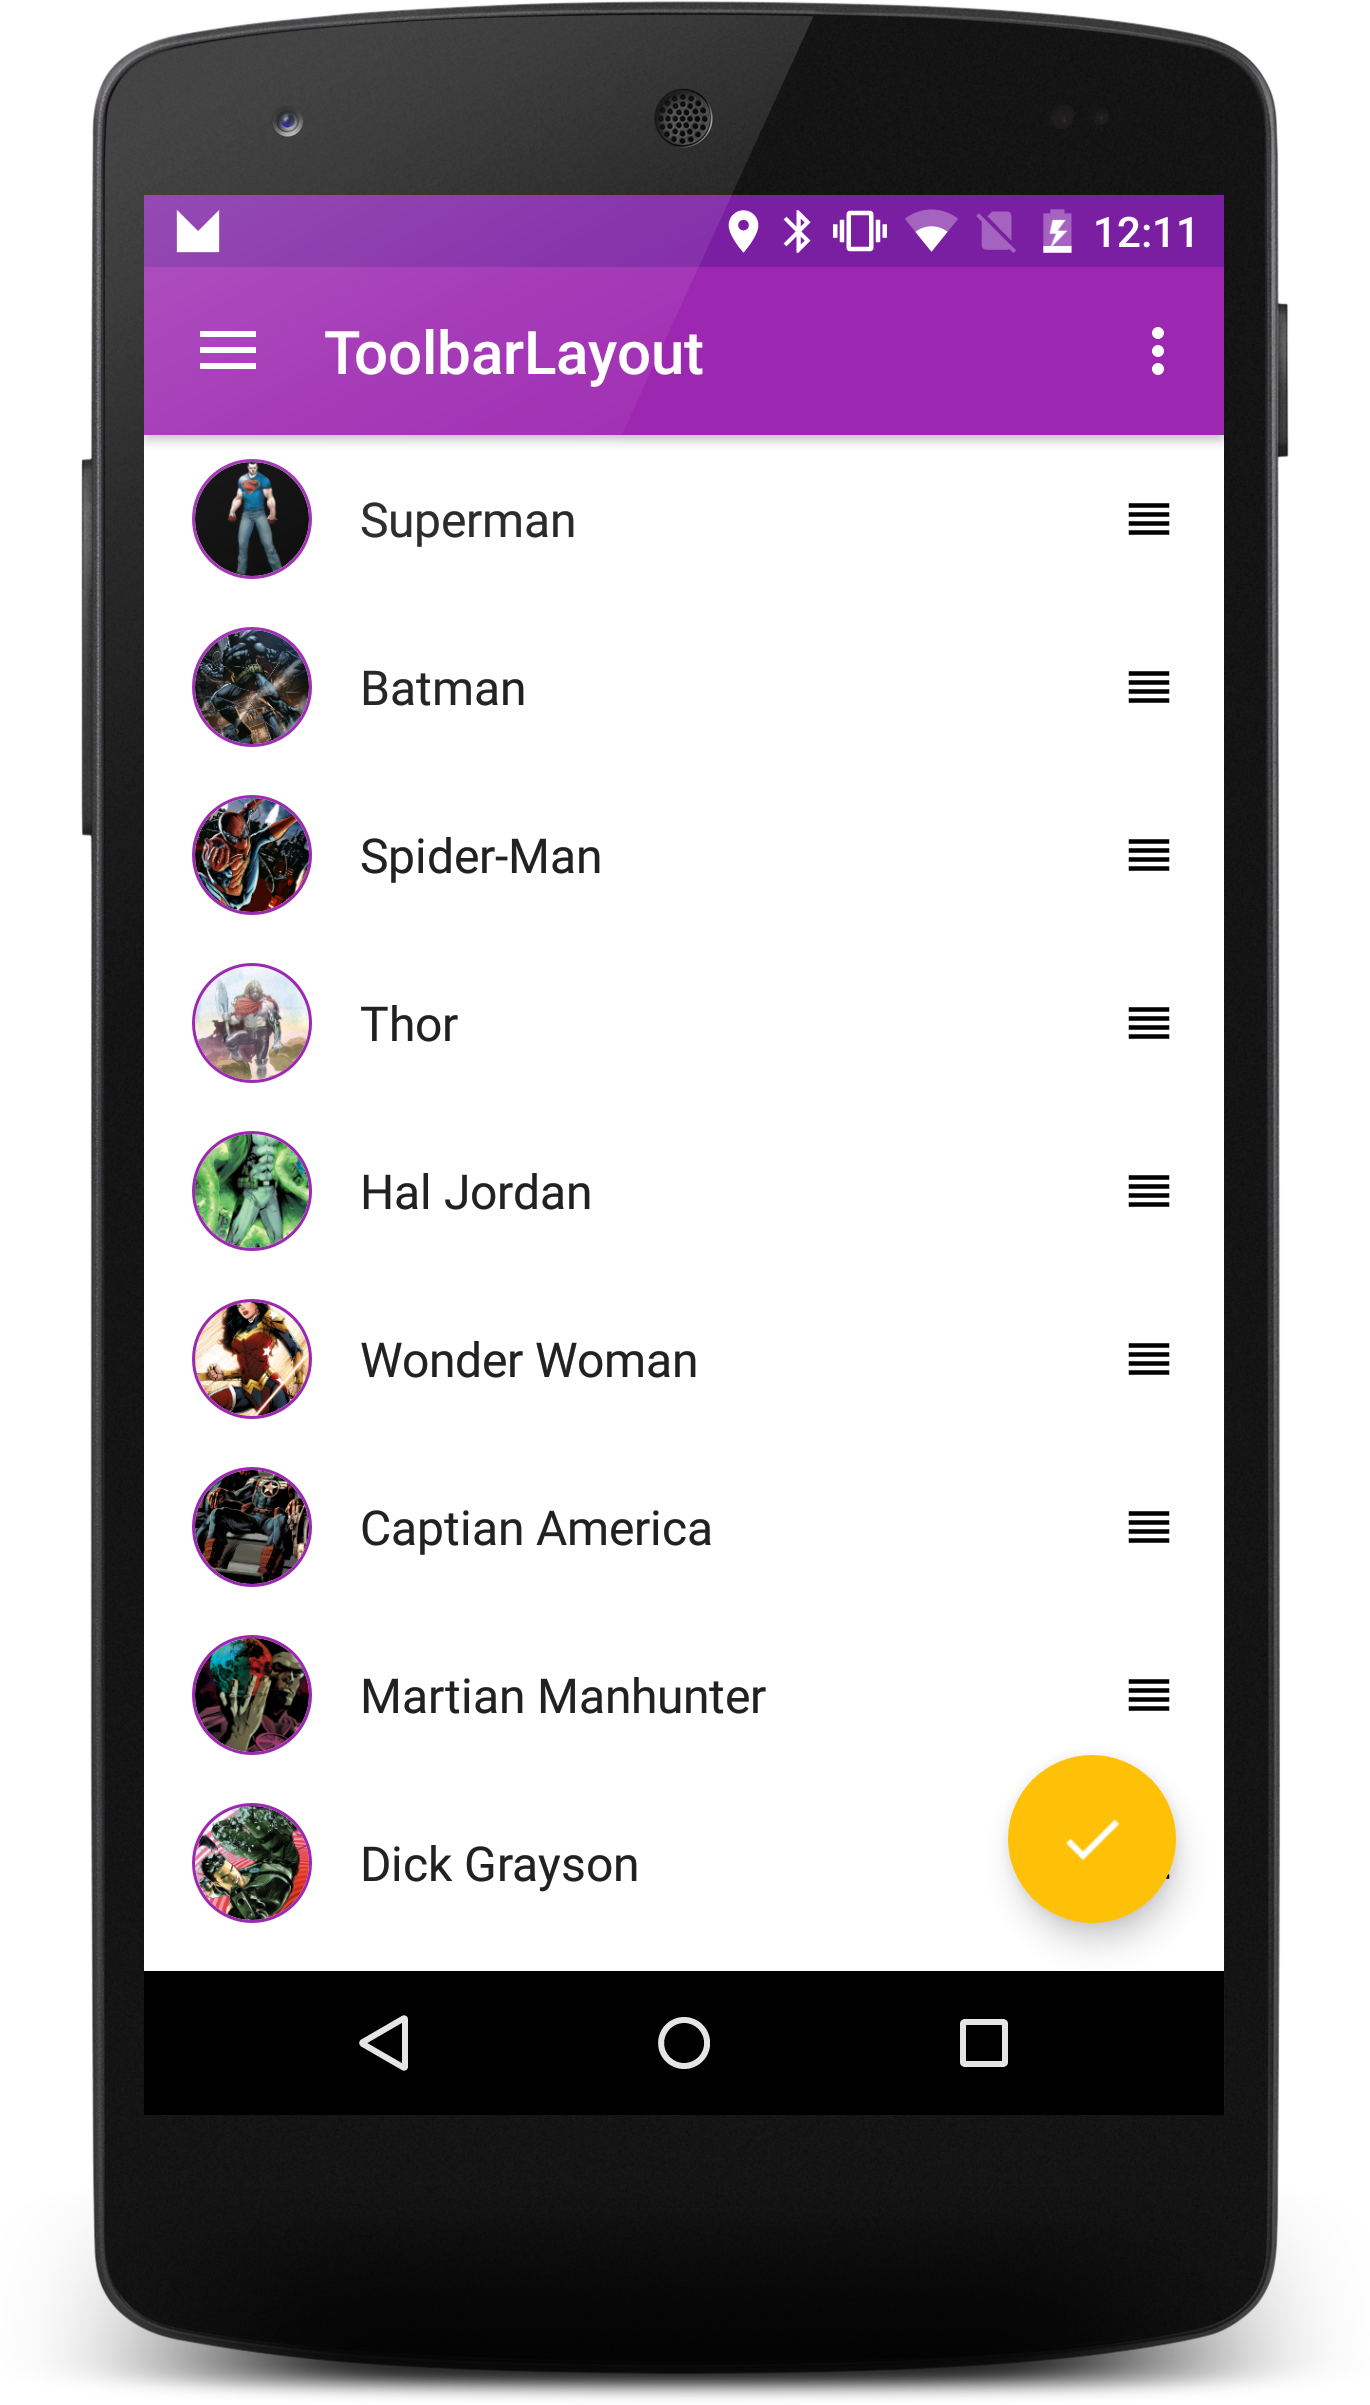 12:11
ToolbarLayout
Superman
Batman
Spider-Man
Thor
Hal Jordan
Wonder Woman
Captian America
Martian Manhunter
Dick Grayson